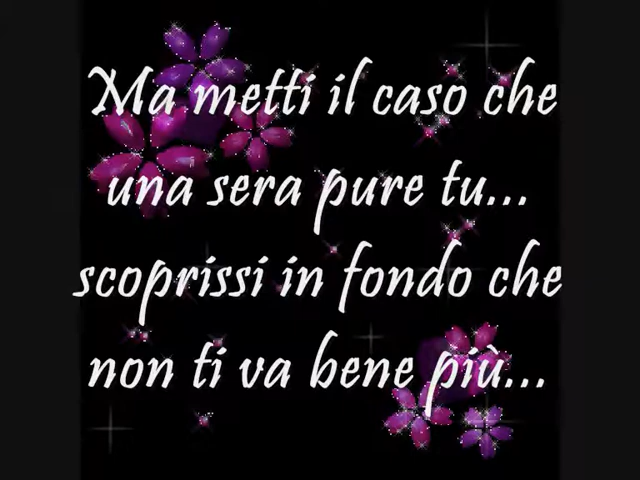 Ma metti il caso che
una sera pure tu...
scoprissi in fondo che
non ti va bene più...